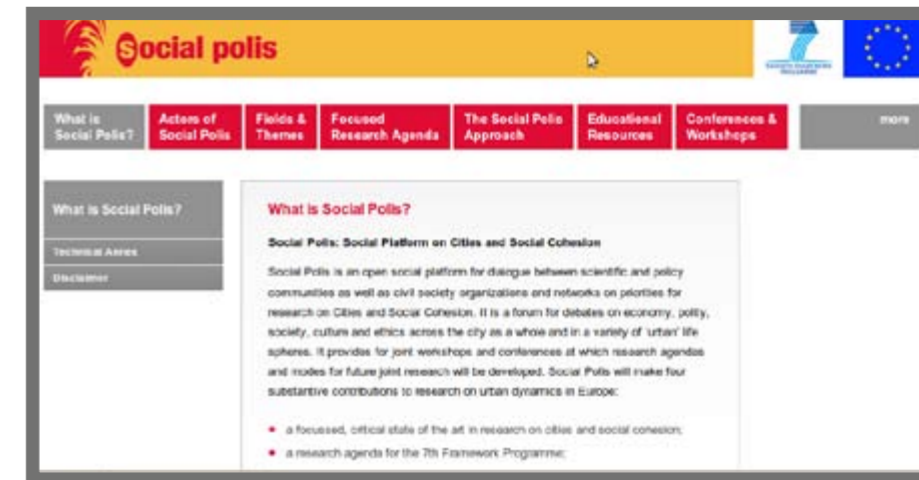 Social polis
What is
Social Polis?
Actors of
Social Polis
Fields &
Themes
Focused
Research Agenda
The Social Polis
Approach
Educational
Resources
Conferences &
Workshops
more
What is Social Polis?
Technical Annex
Disclaimer
What is Social Polis?
Social Polis: Social Platform on Cities and Social Cohesion
Social Polis is an open social platform for dialogue between scientific and policy
communities as well as civil society organizations and networks on priorities for
research on Cities and Social Cohesion. It is a forum for debates on economy, polity,
society, culture and ethics across the city as a whole and in a variety of 'urban' life
spheres. It provides for joint workshops and conferences at which research agendas
and modes for future joint research will be developed. Social Polis will make four
substantive contributions to research on urban dynamics in Europe:
a focussed, critical state of the art in research on cities and social cohesion;
a research agenda for the 7th Framework Programme;